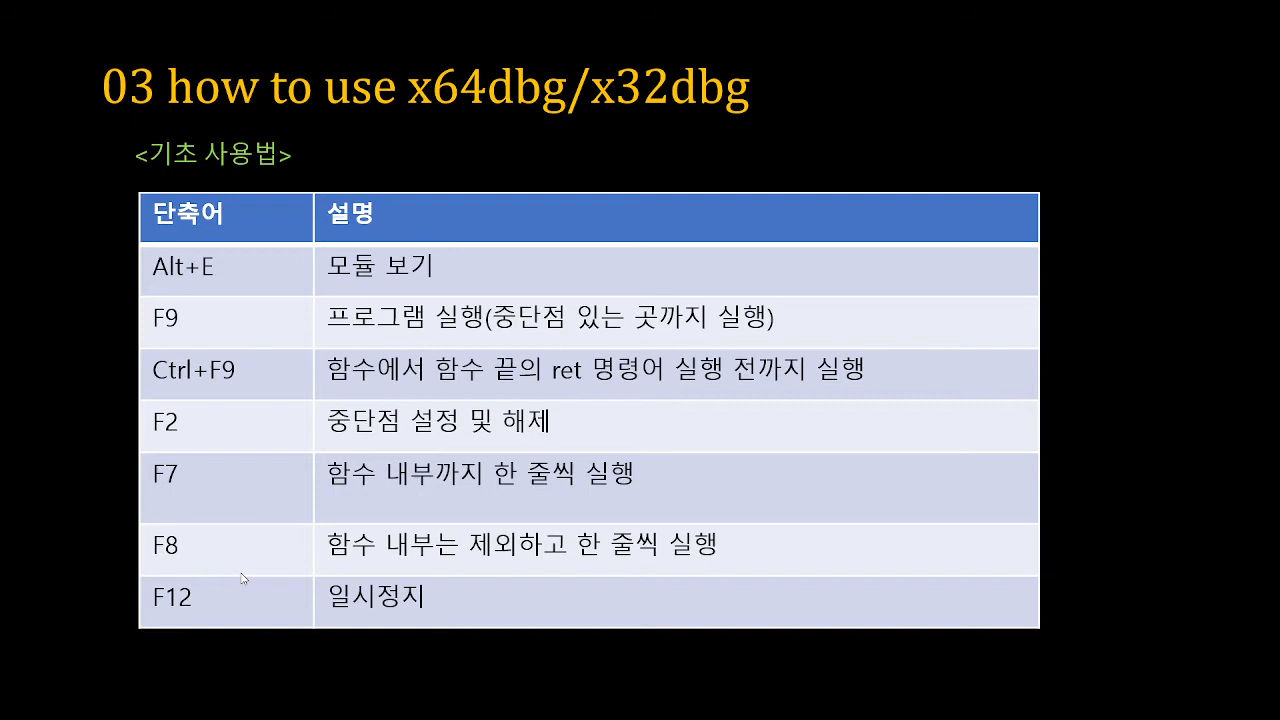 03 how to use x64dbg/x32dbg
<기초 사용법>
단축어 설명
Alt+E 모듈 보기
F9 프로그램 실행(중단점 있는 곳까지 실행)
Ctrl+F9 함수에서 함수 끝의 ret 명령어 실행 전까지 실행
F2 중단점 설정 및 해제
F7 함수 내부까지 한 줄씩 실행
F8 함수 내부는 제외하고 한 줄씩 실행
F12 일시정지